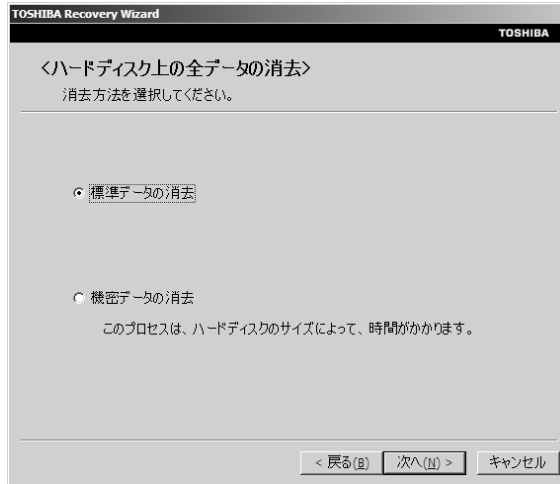 TOSHIBA Recovery Wizard
TOSHIBA
<ハードディスク上の全データの消去>
消去方法を選択してください。
標準データの消去
機密データの消去
このプロセスは、ハードディスクのサイズによって、時間がかかります。
< 戻る(B) 次へ(N) > キャンセル